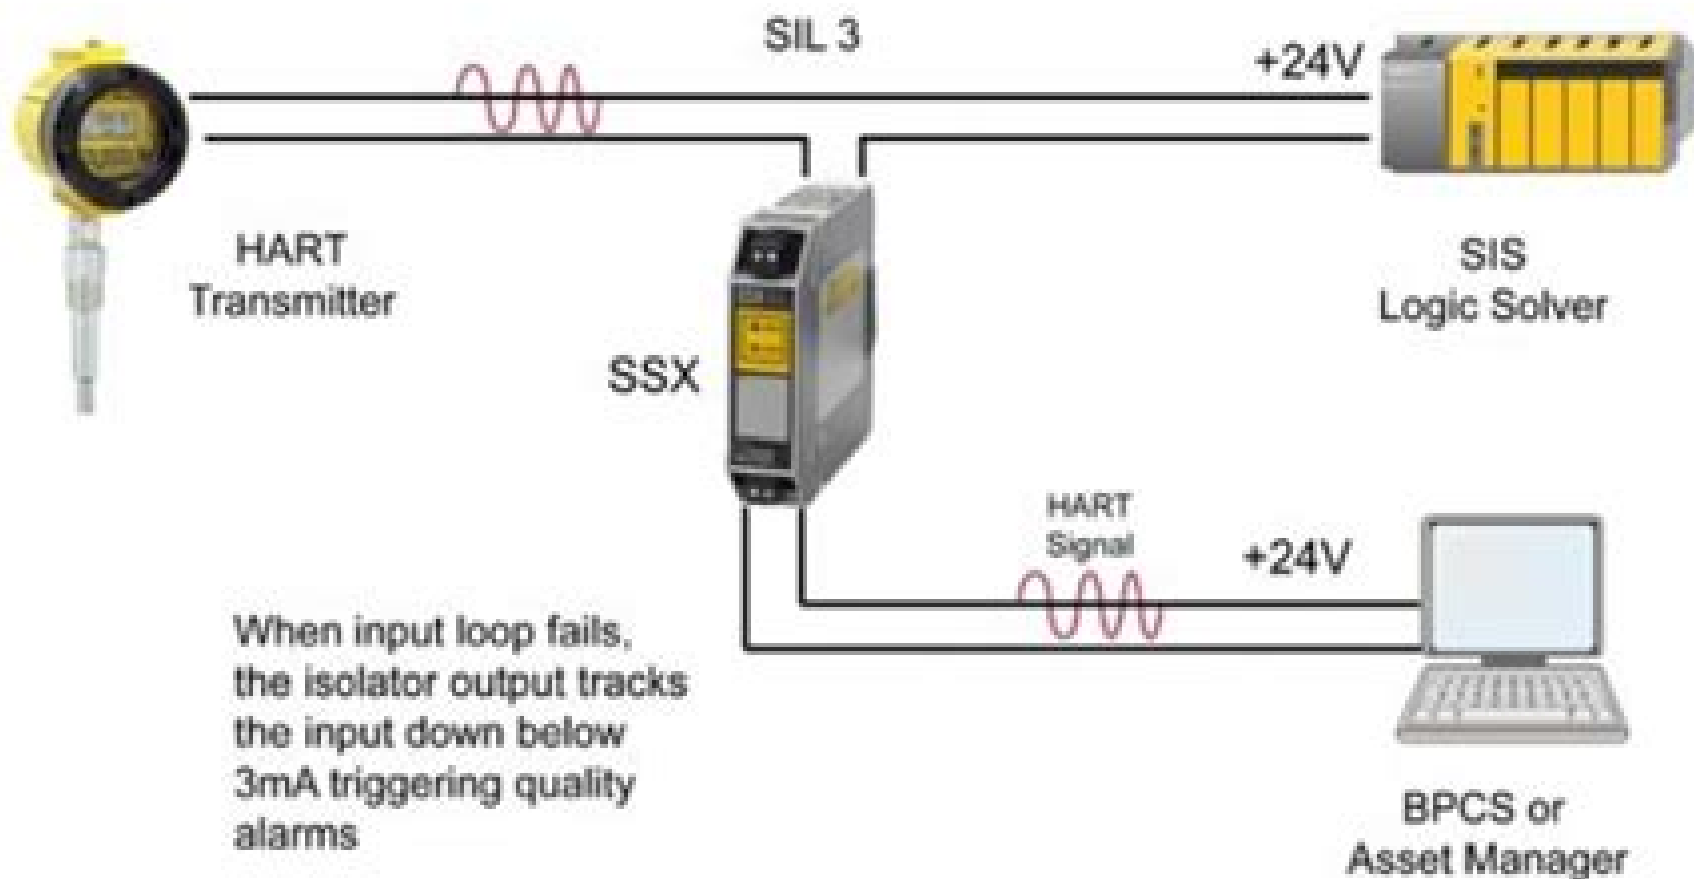 SIL 3
+24V
HART
Transmitter
SIS
Logic Solver
SSX
HART
Signal
+24V
When input loop fails,
the isolator output tracks
the input down below
3mA triggering quality
alarms
BPCS or
Asset Manager